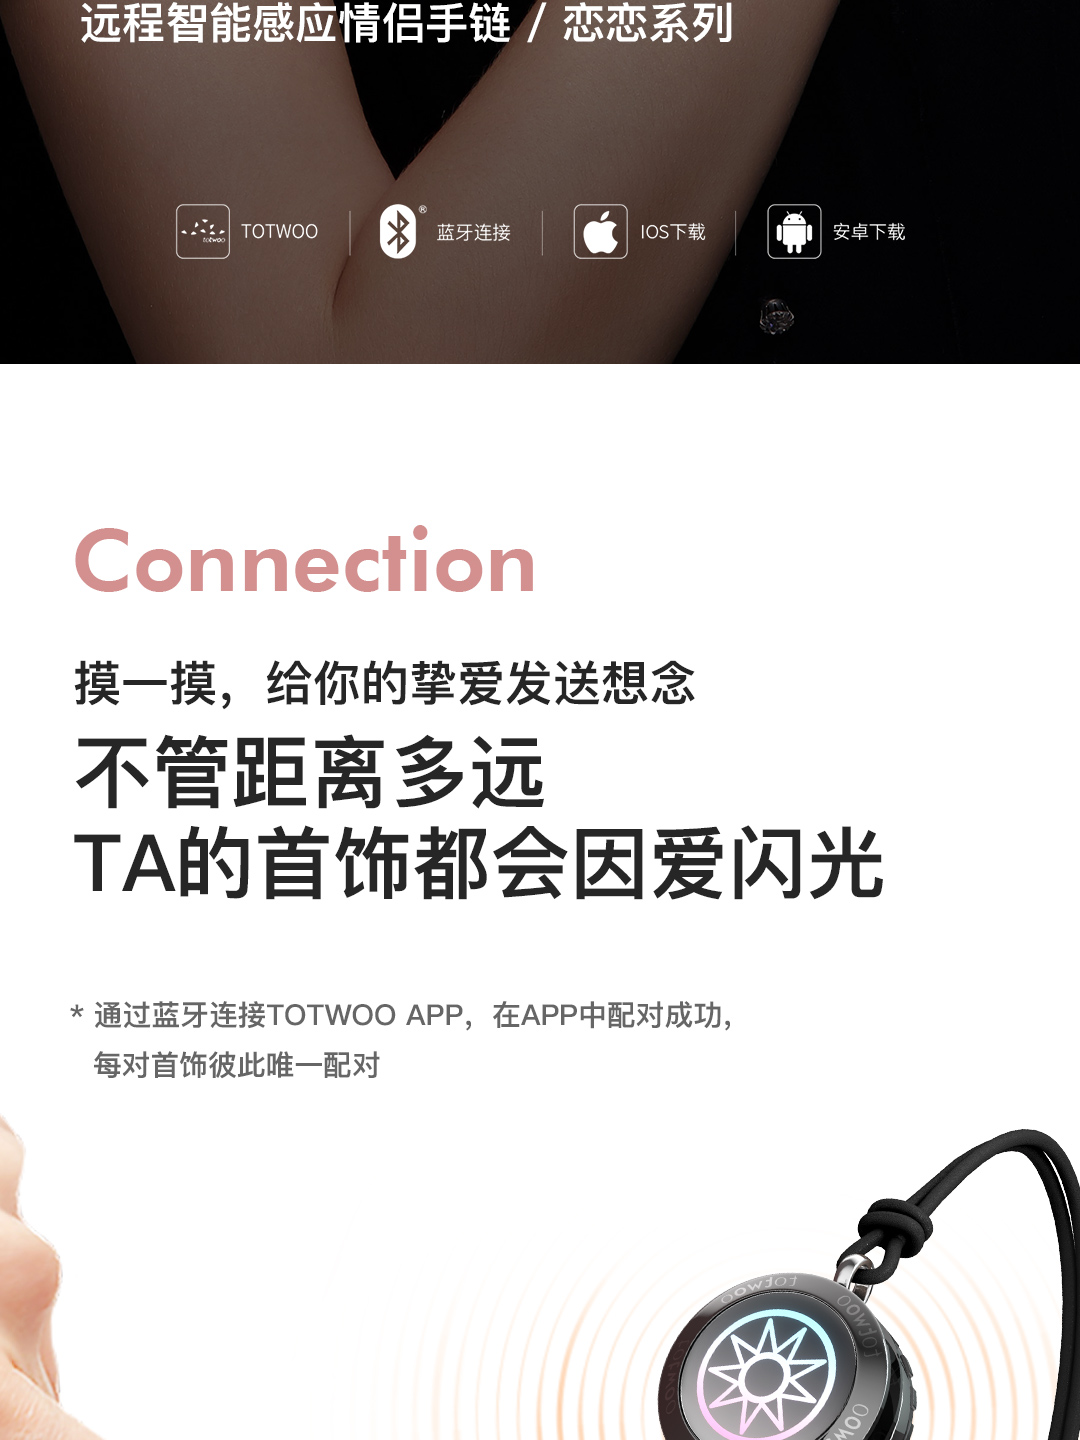 远程智能感应情侣手链 / 恋恋系列
totwoo
TOTWOO
®
蓝牙连接
IOS下载
安卓下载
Connection
摸一摸，给你的挚爱发送想念
不管距离多远
TA的首饰都会因爱闪光
* 通过蓝牙连接TOTWOO APP，在APP中配对成功，
每对首饰彼此唯一配对